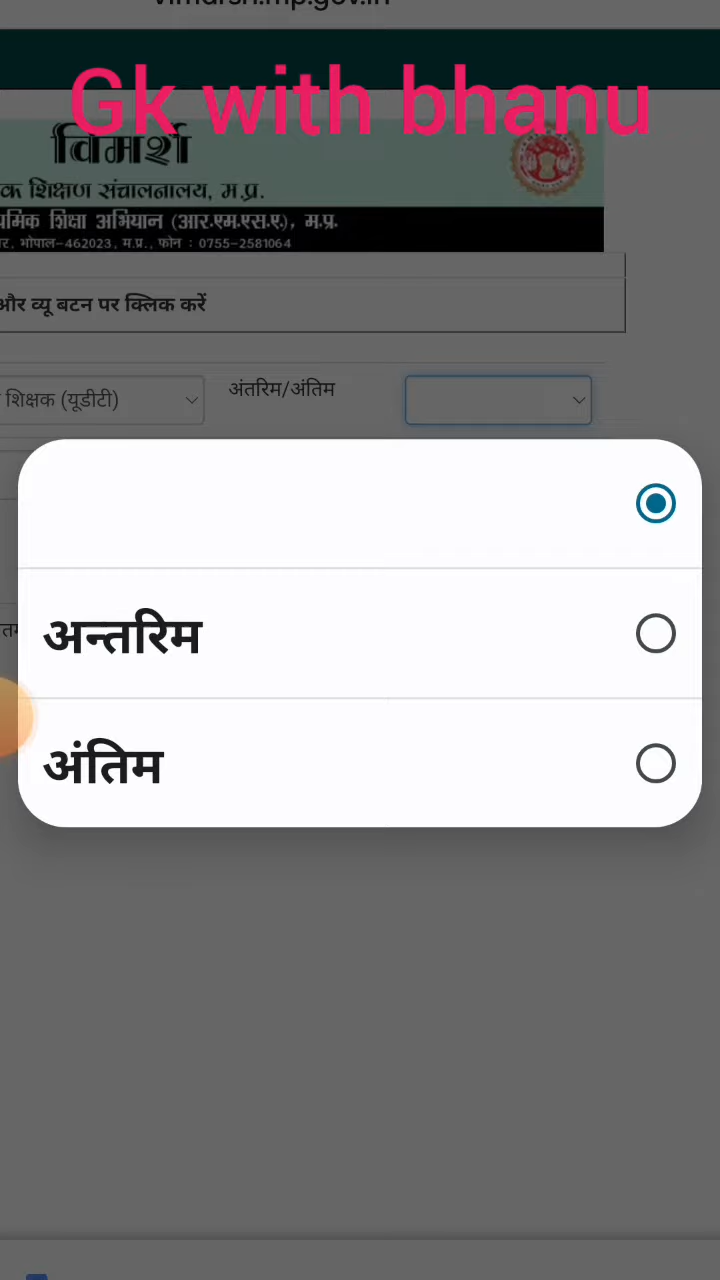 Gk with bhanu
विमर्श
क शिक्षण संचालनालय, म.प्र.
यमिक शिक्षा अभियान (आर.एम.एस.ए.), म.प्र.
र, भोपाल-462023, म.प्र., फोन : 0755-2581064
और व्यू बटन पर क्लिक करें
शिक्षक (यूडीटी)
अंतरिम/अंतिम
अन्तरिम
अंतिम